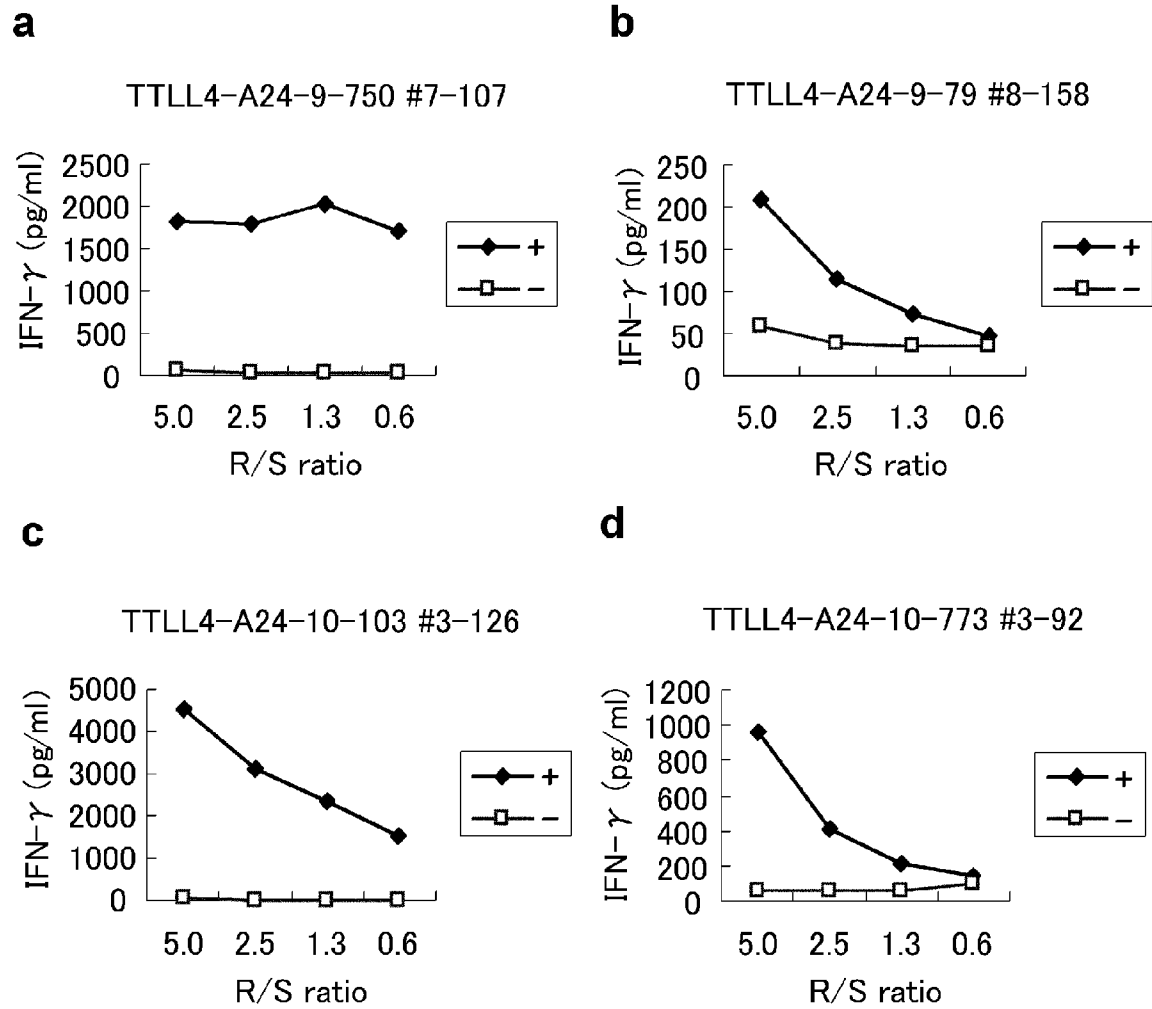 a
TTLL4-A24-9-750 #7-107
IFN-γ (pg/ml)
2500
2000
1500
1000
500
0
5.0 2.5 1.3 0.6
R/S ratio
+
−
b
TTLL4-A24-9-79 #8-158
IFN-γ (pg/ml)
250
200
150
100
50
0
5.0 2.5 1.3 0.6
R/S ratio
+
−
c
TTLL4-A24-10-103 #3-126
IFN-γ (pg/ml)
5000
4000
3000
2000
1000
0
5.0 2.5 1.3 0.6
R/S ratio
+
−
d
TTLL4-A24-10-773 #3-92
IFN-γ (pg/ml)
1200
1000
800
600
400
200
0
5.0 2.5 1.3 0.6
R/S ratio
+
−